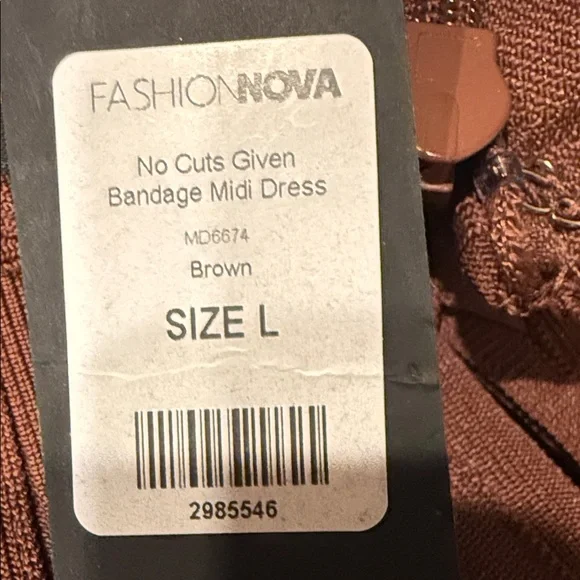 FASHIONNOVA
No Cuts Given
Bandage Midi Dress
MD6674
Brown
SIZE L
2985546